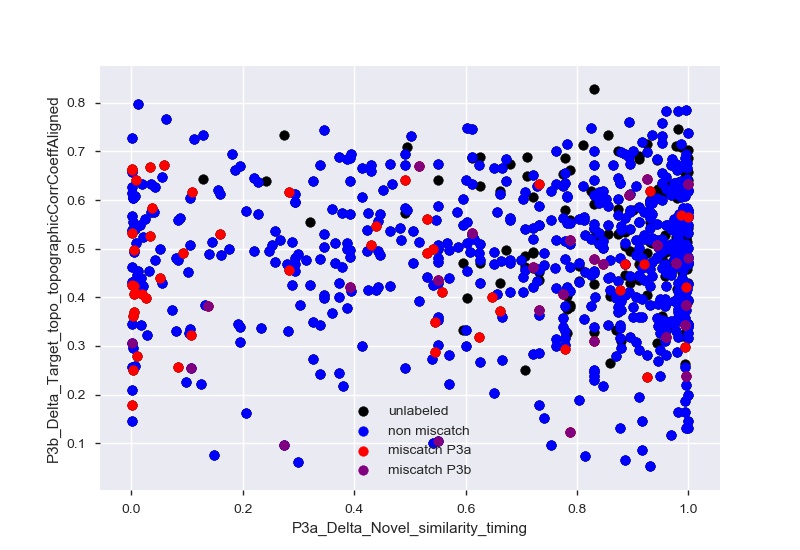 0.8
0.7
0.6
0.5
0.4
0.3
0.2
0.1
P3b_Delta_Target_topo_topographicCorrCoeffAligned
unlabeled
non miscatch
miscatch P3a
miscatch P3b
0.0 0.2 0.4 0.6 0.8 1.0
P3a_Delta_Novel_similarity_timing